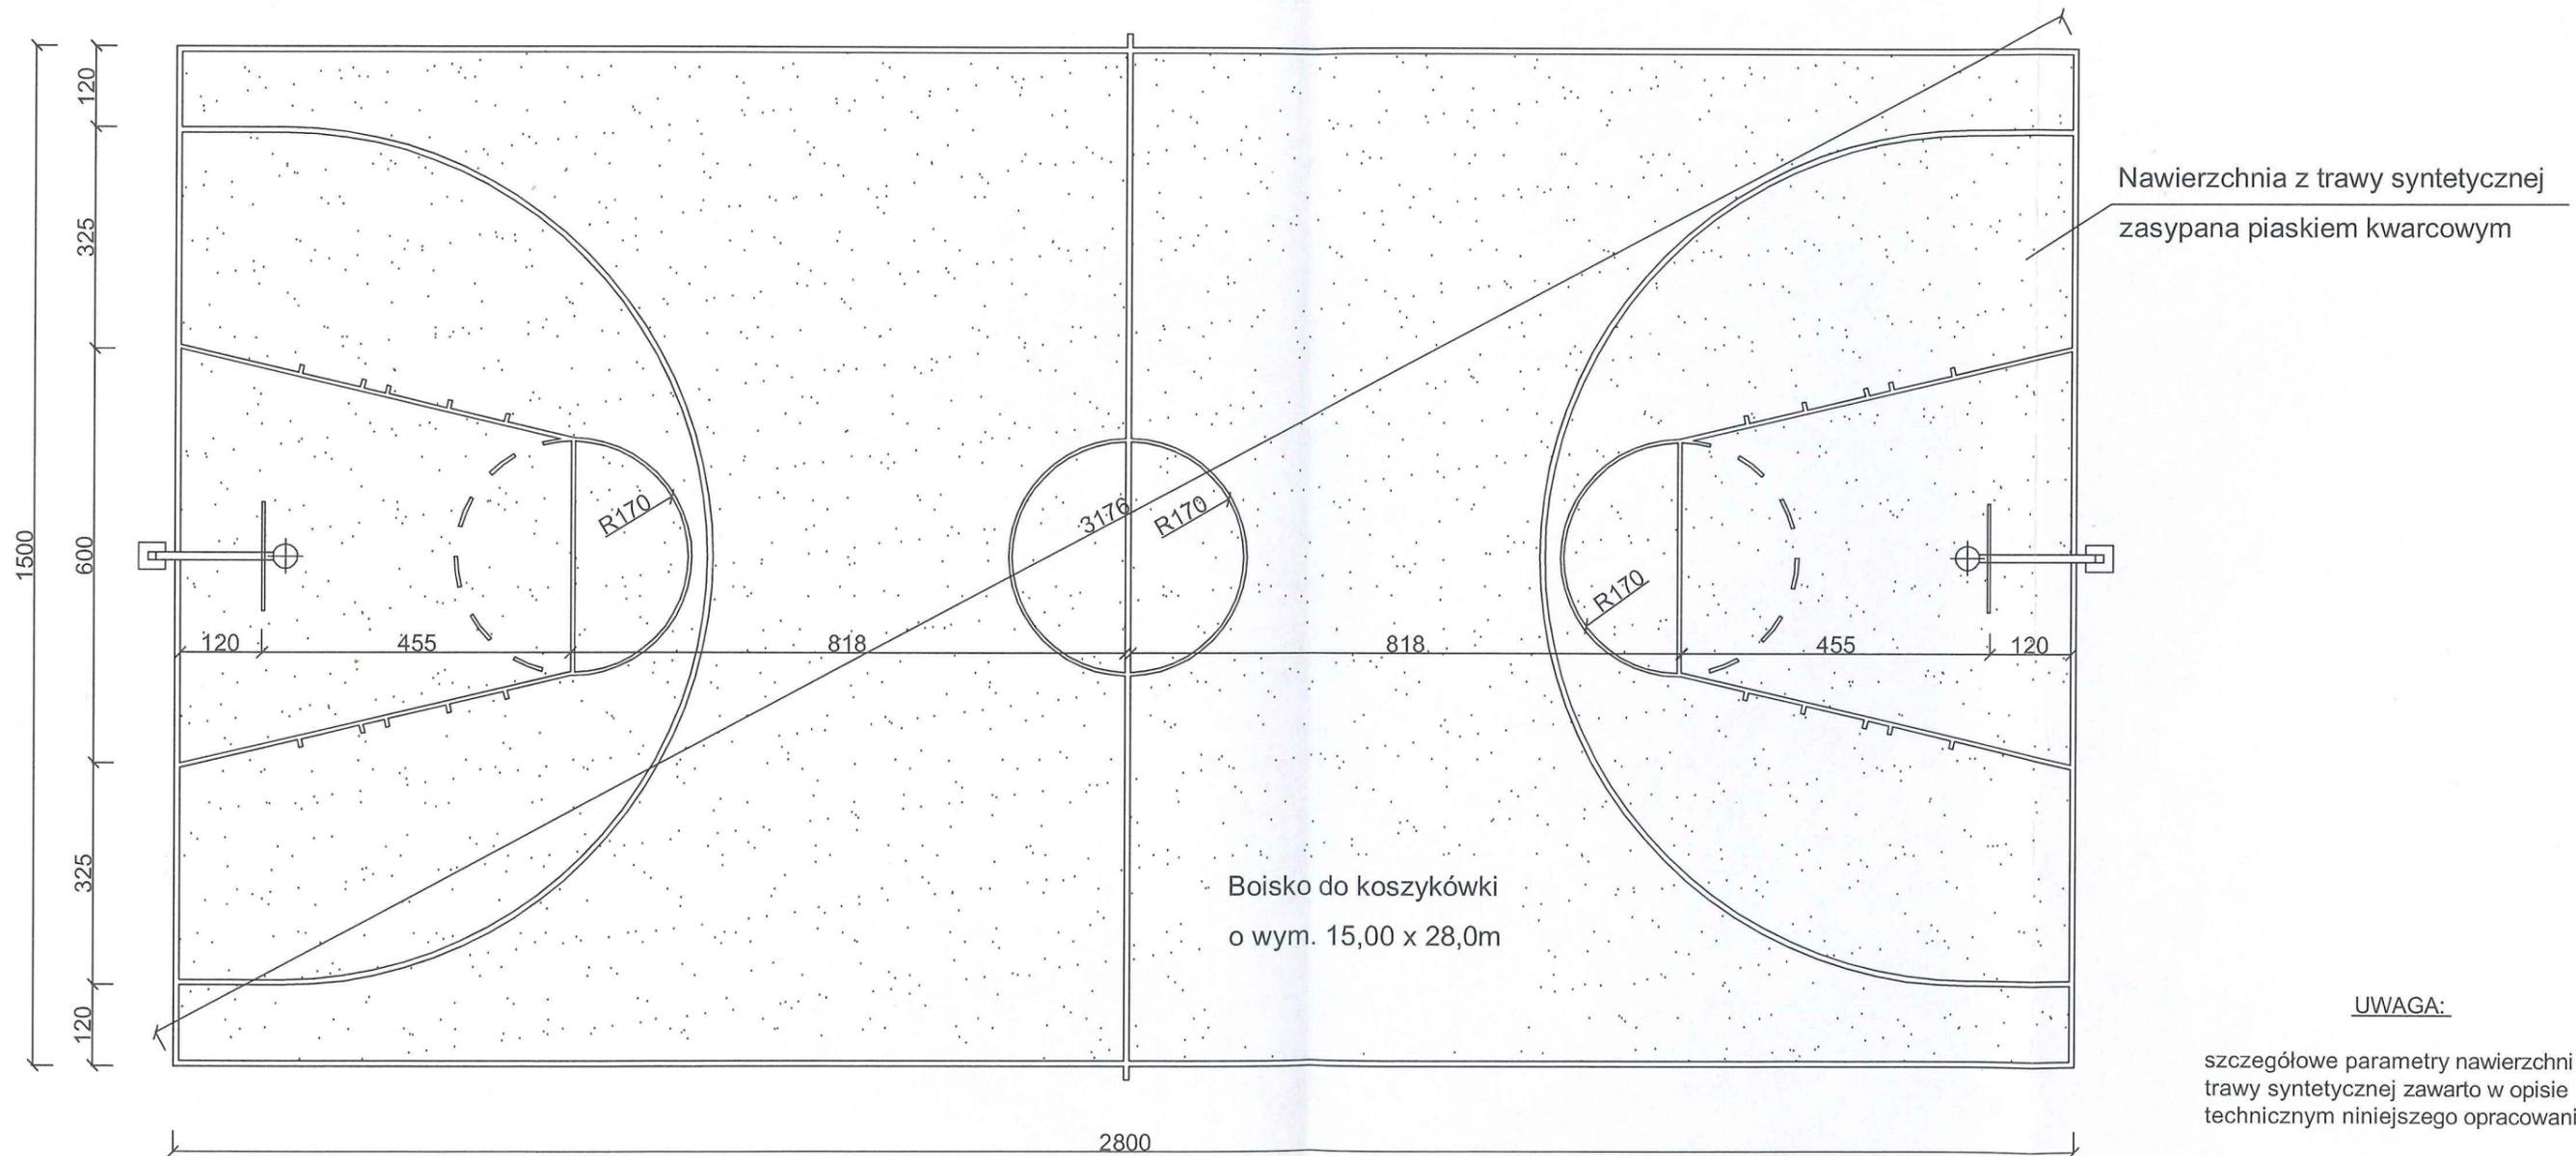 120
325
1500
600
325
120
Nawierzchnia z trawy syntetycznej
zasypana piaskiem kwarcowym
R170
3176
R170
R170
120
455
818
818
455
120
Boisko do koszykówki
o wym. 15,00 x 28,0m
UWAGA:
szczegółowe parametry nawierzchni
trawy syntetycznej zawarto w opisie
technicznym niniejszego opracowani
2800